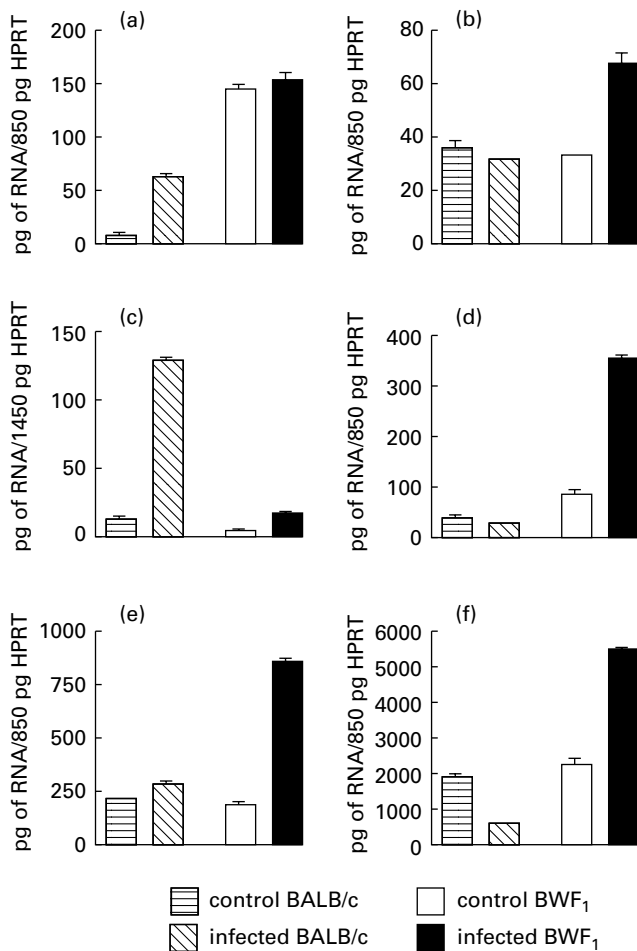 (a)
pg of RNA/850 pg HPRT
200
150
100
50
0
(b)
pg of RNA/850 pg HPRT
80
60
40
20
0
(c)
pg of RNA/1450 pg HPRT
150
100
50
0
(d)
pg of RNA/850 pg HPRT
400
300
200
100
0
(e)
pg of RNA/850 pg HPRT
1000
750
500
250
0
(f)
pg of RNA/850 pg HPRT
6000
5000
4000
3000
2000
1000
0
control BALB/c
control BWF₁
infected BALB/c
infected BWF₁